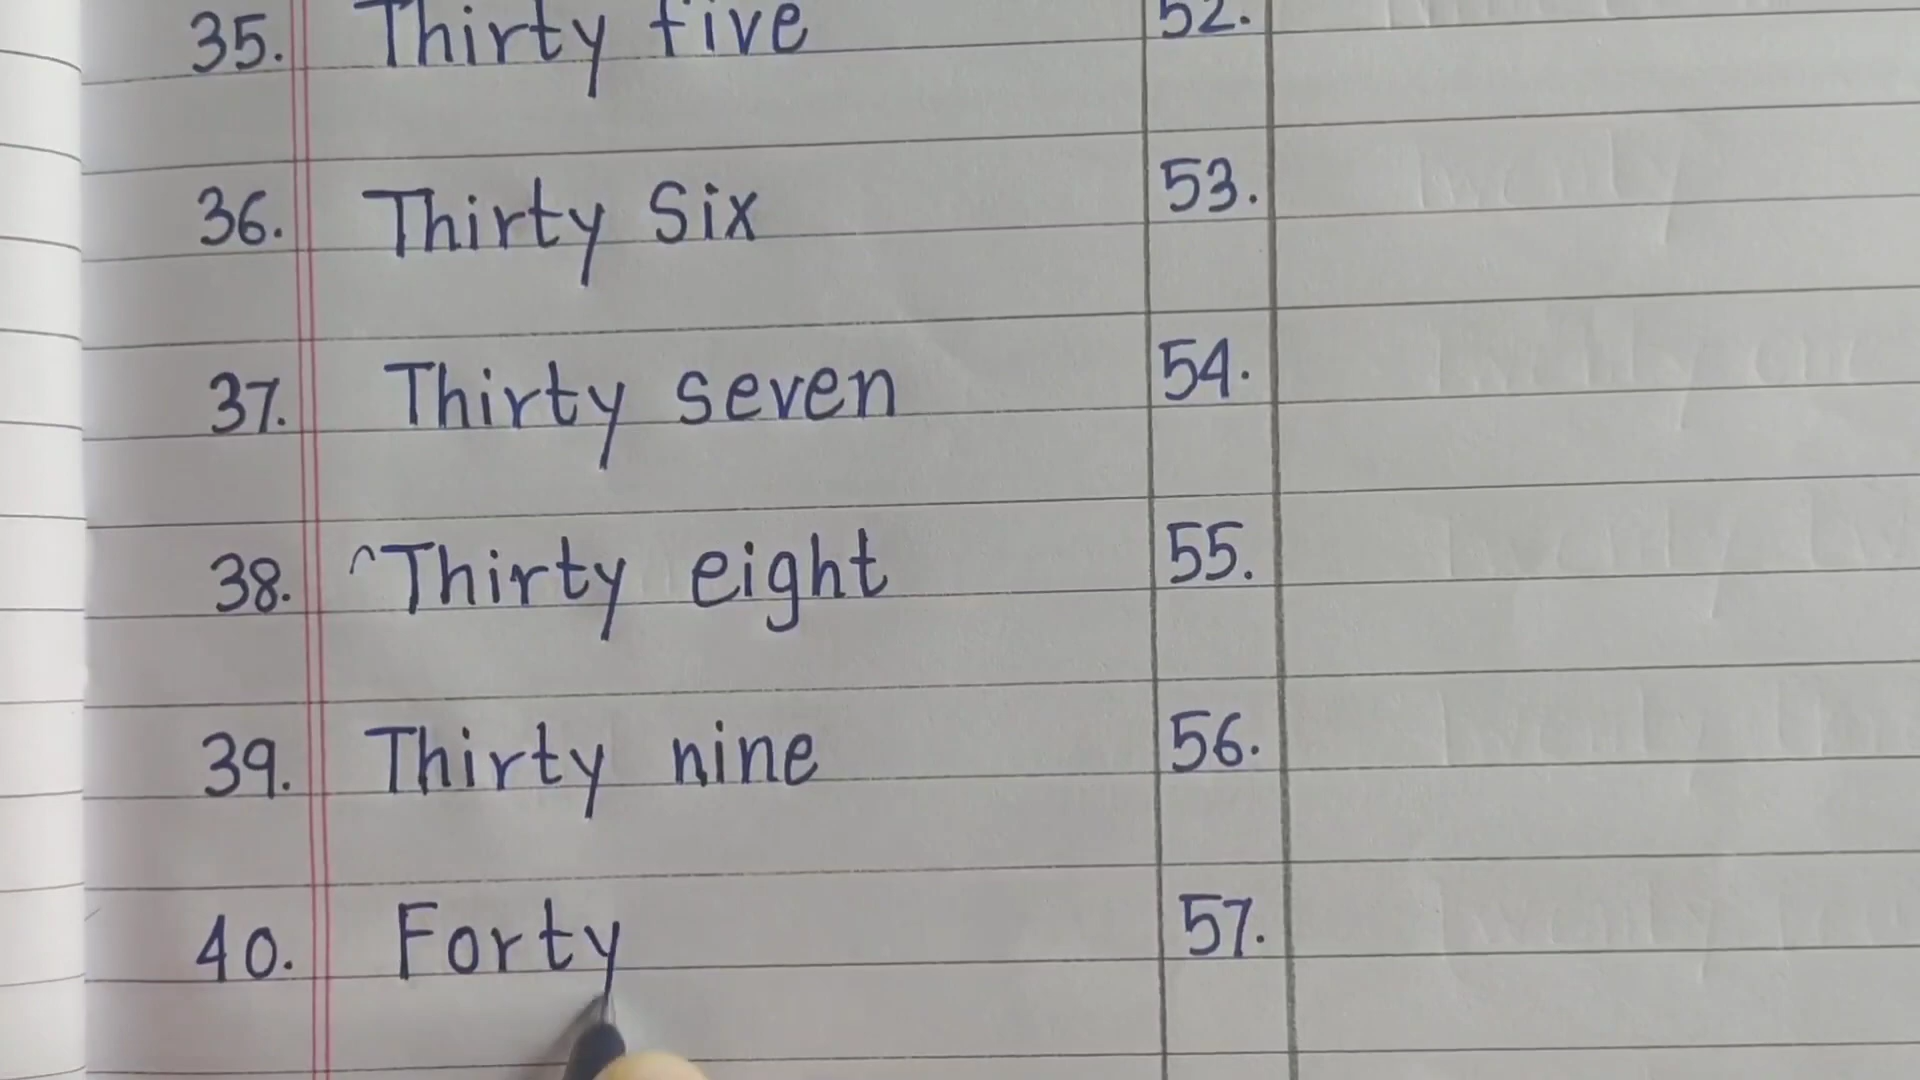 35. Thirty five
36. Thirty Six
37. Thirty seven
38. Thirty eight
39. Thirty nine
40. Forty
52.
53.
54.
55.
56.
57.